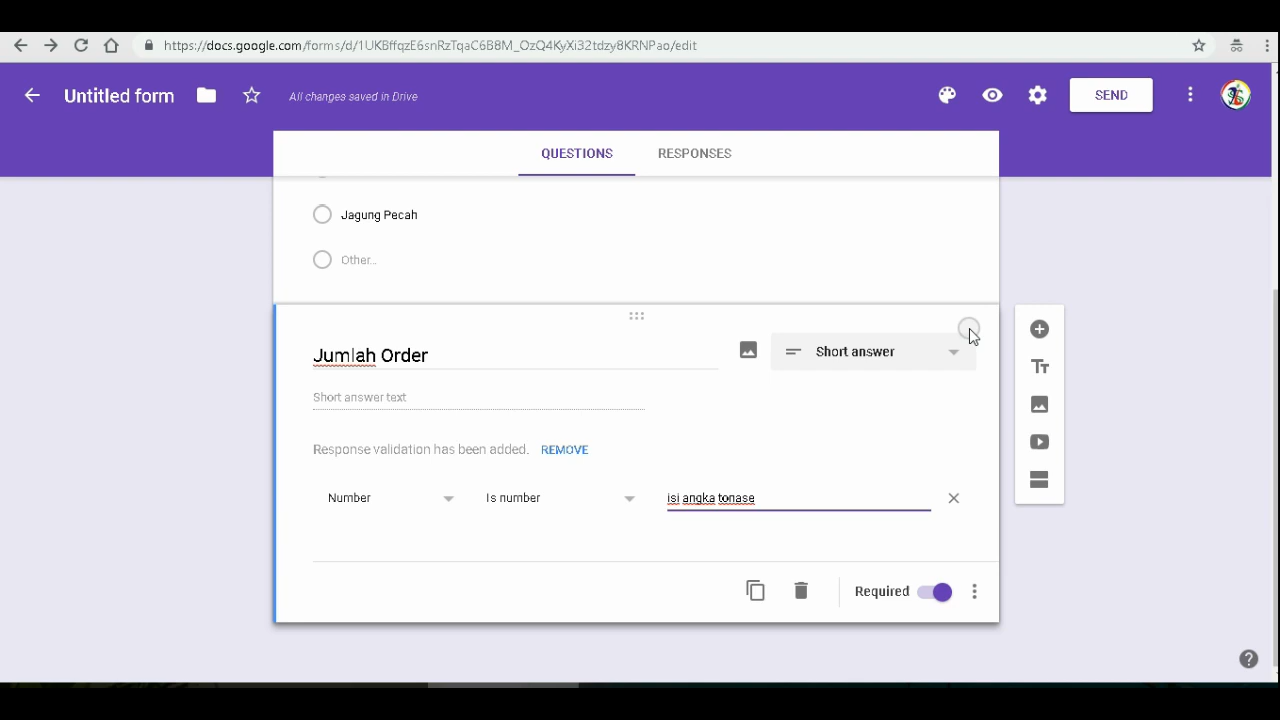 https://docs.google.com/forms/d/1UKBffqzE6snRzTqaC6B8M_OzQ4KyXi32tdzy8KRNPao/edit
Untitled form
All changes saved in Drive
SEND
QUESTIONS RESPONSES
Jagung Pecah
Other...
Jumlah Order
Short answer
Short answer text
Response validation has been added. REMOVE
Number Is number isi angka tonase
Required